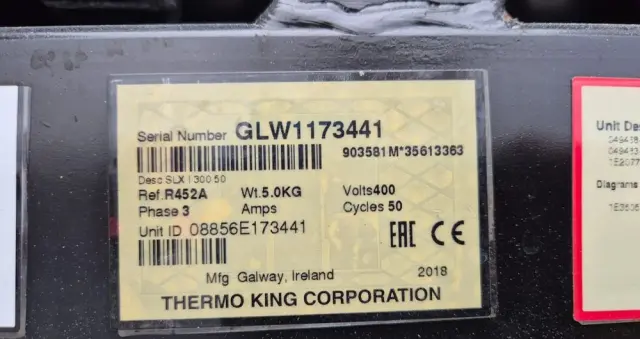 Serial Number GLW1173441
903581M*35613363
Desc SLX I 300 50
Ref.R452A Wt.5.0KG Volts400
Phase 3 Amps Cycles 50
Unit ID 08856E173441
EAC CE
Mfg Galway, Ireland 2018
THERMO KING CORPORATION
Unit Des
Diagrams